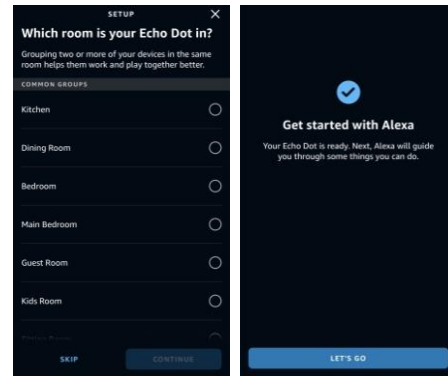 SETUP
Which room is your Echo Dot in?
Grouping two or more of your devices in the same
room helps them work and play together better.
COMMON GROUPS
Kitchen
Dining Room
Bedroom
Main Bedroom
Guest Room
Kids Room
SKIP
CONTINUE
Get started with Alexa
Your Echo Dot is ready. Next, Alexa will guide
you through some things you can do.
LET'S GO